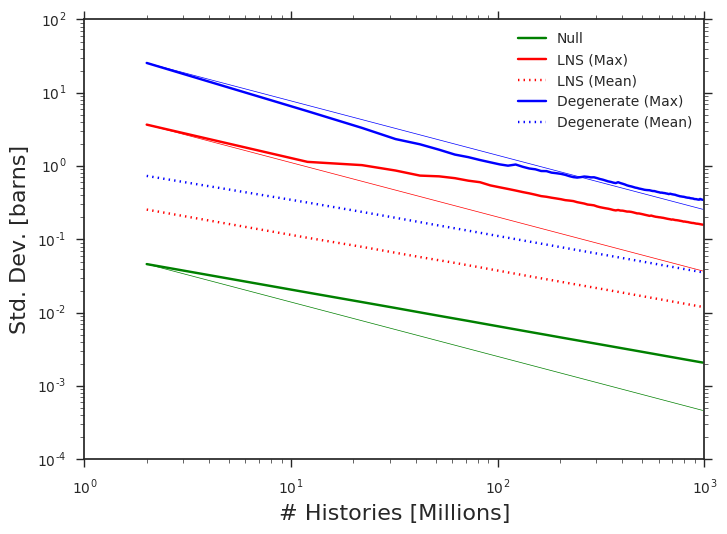 10^2
10^1
10^0
10^-1
10^-2
10^-3
10^-4
Std. Dev. [barns]
Null
LNS (Max)
LNS (Mean)
Degenerate (Max)
Degenerate (Mean)
10^0 10^1 10^2 10^3
# Histories [Millions]